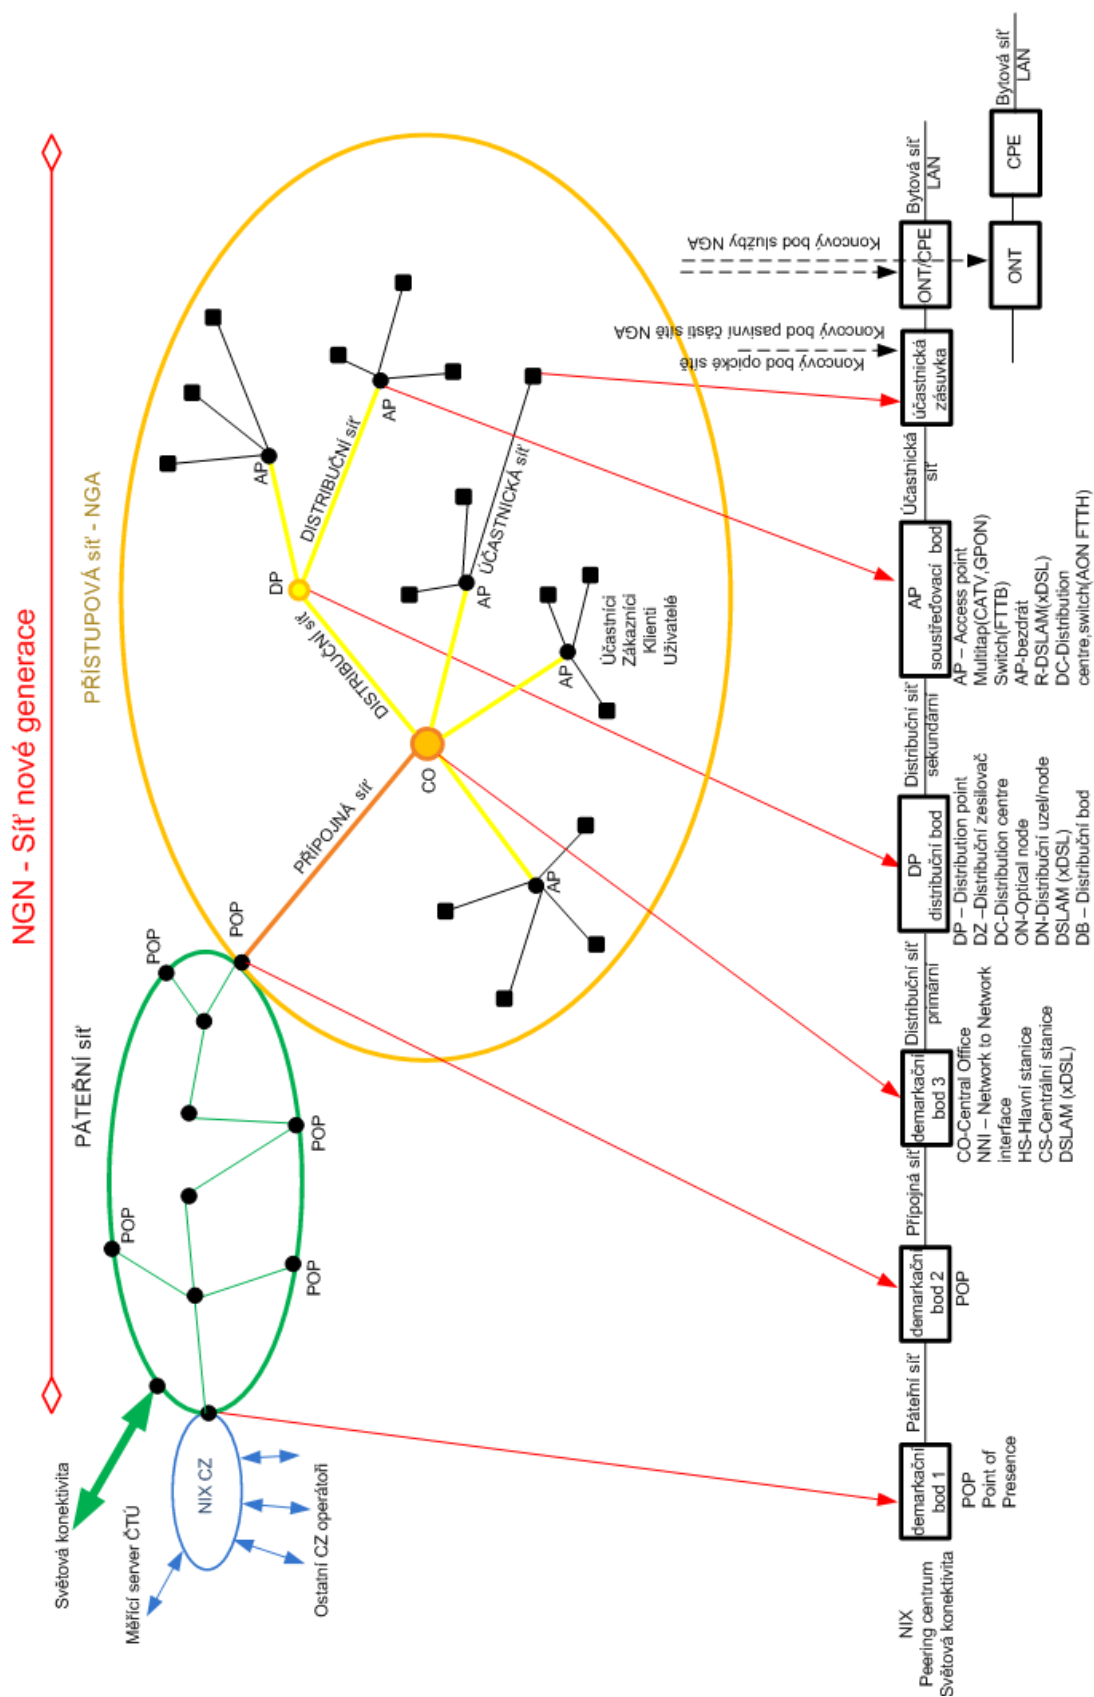 NGN - Síť nové generace
PŘÍSTUPOVÁ síť - NGA
PÁTEŘNÍ síť
Světová konektivita
Měřící server ČTÚ
NIX CZ
Ostatní CZ operátoři
POP
POP
POP
POP
POP
PŘÍPOJNÁ síť
CO
DISTRIBUČNÍ síť
DP
DISTRIBUČNÍ síť
AP
AP
AP
ÚČASTNICKÁ síť
AP
AP
Účastníci
Zákazníci
Klienti
Uživatelé
Koncový bod opické sítě
Koncový bod pasivní části sítě NGA
Koncový bod služby NGA
NIX
Peering centrum
Světová konektivita
demarkační
bod 1
POP
Point of
Presence
Páteřní síť
demarkační
bod 2
POP
Přípojná síť
demarkační
bod 3
CO-Central Office
NNI – Network to Network
interface
HS-Hlavní stanice
CS-Centrální stanice
DSLAM (xDSL)
Distribuční síť
primární
DP
distribuční bod
DP – Distribution point
DZ –Distribuční zesilovač
DC-Distribution centre
ON-Optical node
DN-Distribuční uzel/node
DSLAM (xDSL)
DB – Distribuční bod
Distribuční síť
sekundární
AP
soustřeďovací bod
AP – Access point
Multitap(CATV,GPON)
Switch(FTTB)
AP-bezdrát
R-DSLAM(xDSL)
DC-Distribution
centre,switch(AON FTTH)
Účastnická
síť
účastnická
zásuvka
ONT/CPE
Bytová síť
LAN
ONT
CPE
Bytová síť
LAN